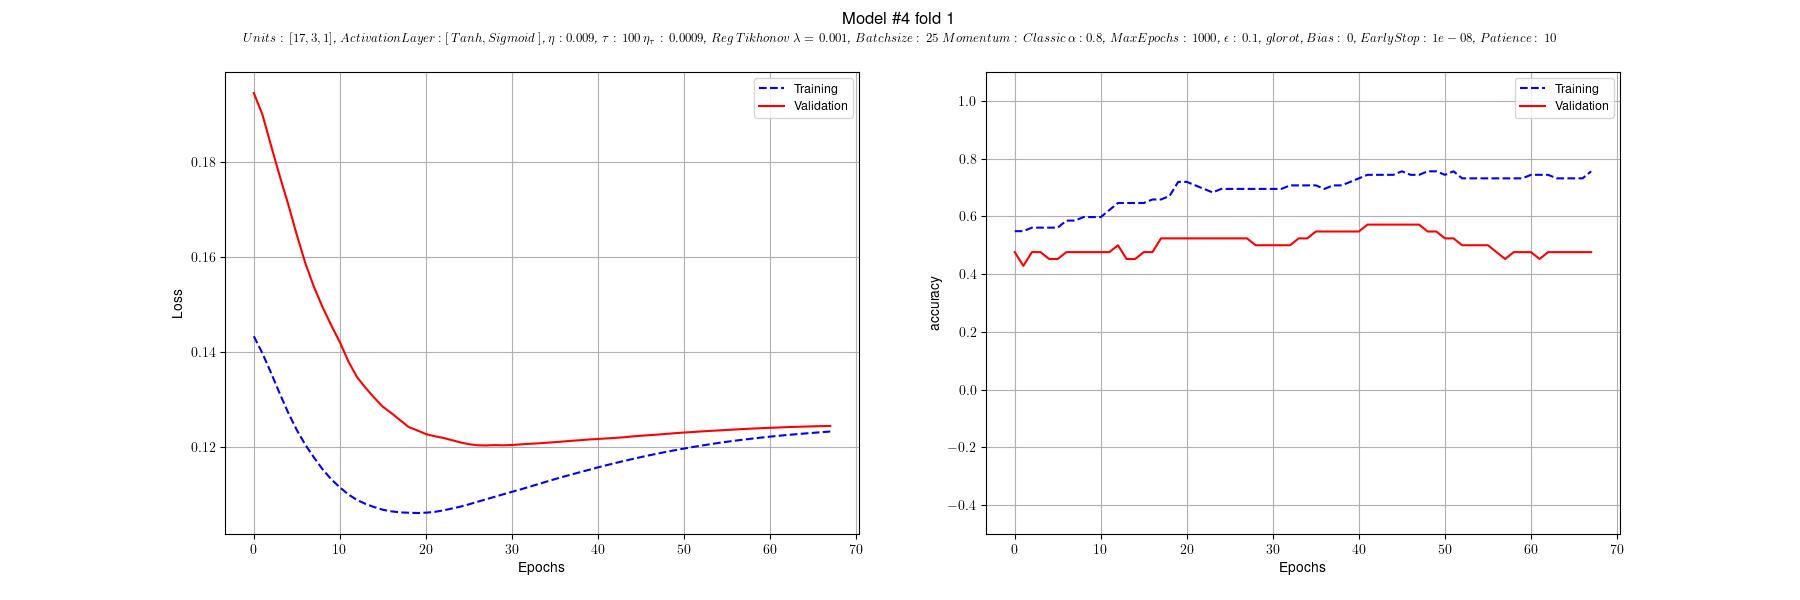 Model #4 fold 1
Units : [17, 3, 1], ActivationLayer : [Tanh, Sigmoid ], η : 0.009, τ : 100 ητ : 0.0009, Reg Tikhonov λ = 0.001, Batchsize : 25 Momentum : Classic α : 0.8, MaxEpochs : 1000, ϵ : 0.1, glorot, Bias : 0, EarlyStop : 1e − 08, Patience : 10
Training
Validation
0.18
0.16
0.14
0.12
Loss
0 10 20 30 40 50 60 70
Epochs
Training
Validation
1.0
0.8
0.6
0.4
0.2
0.0
−0.2
−0.4
accuracy
0 10 20 30 40 50 60 70
Epochs